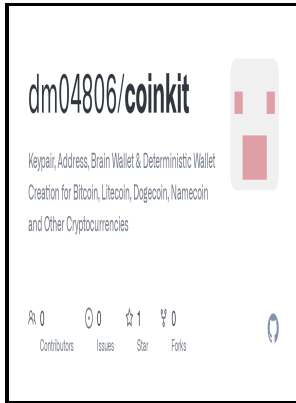 dm04806/coinkit
Keypair, Address, Brain Wallet & Deterministic Wallet
Creation for Bitcoin, Litecoin, Dogecoin, Namecoin
and Other Cryptocurrencies
0 0 1 0
Contributors Issues Star Forks